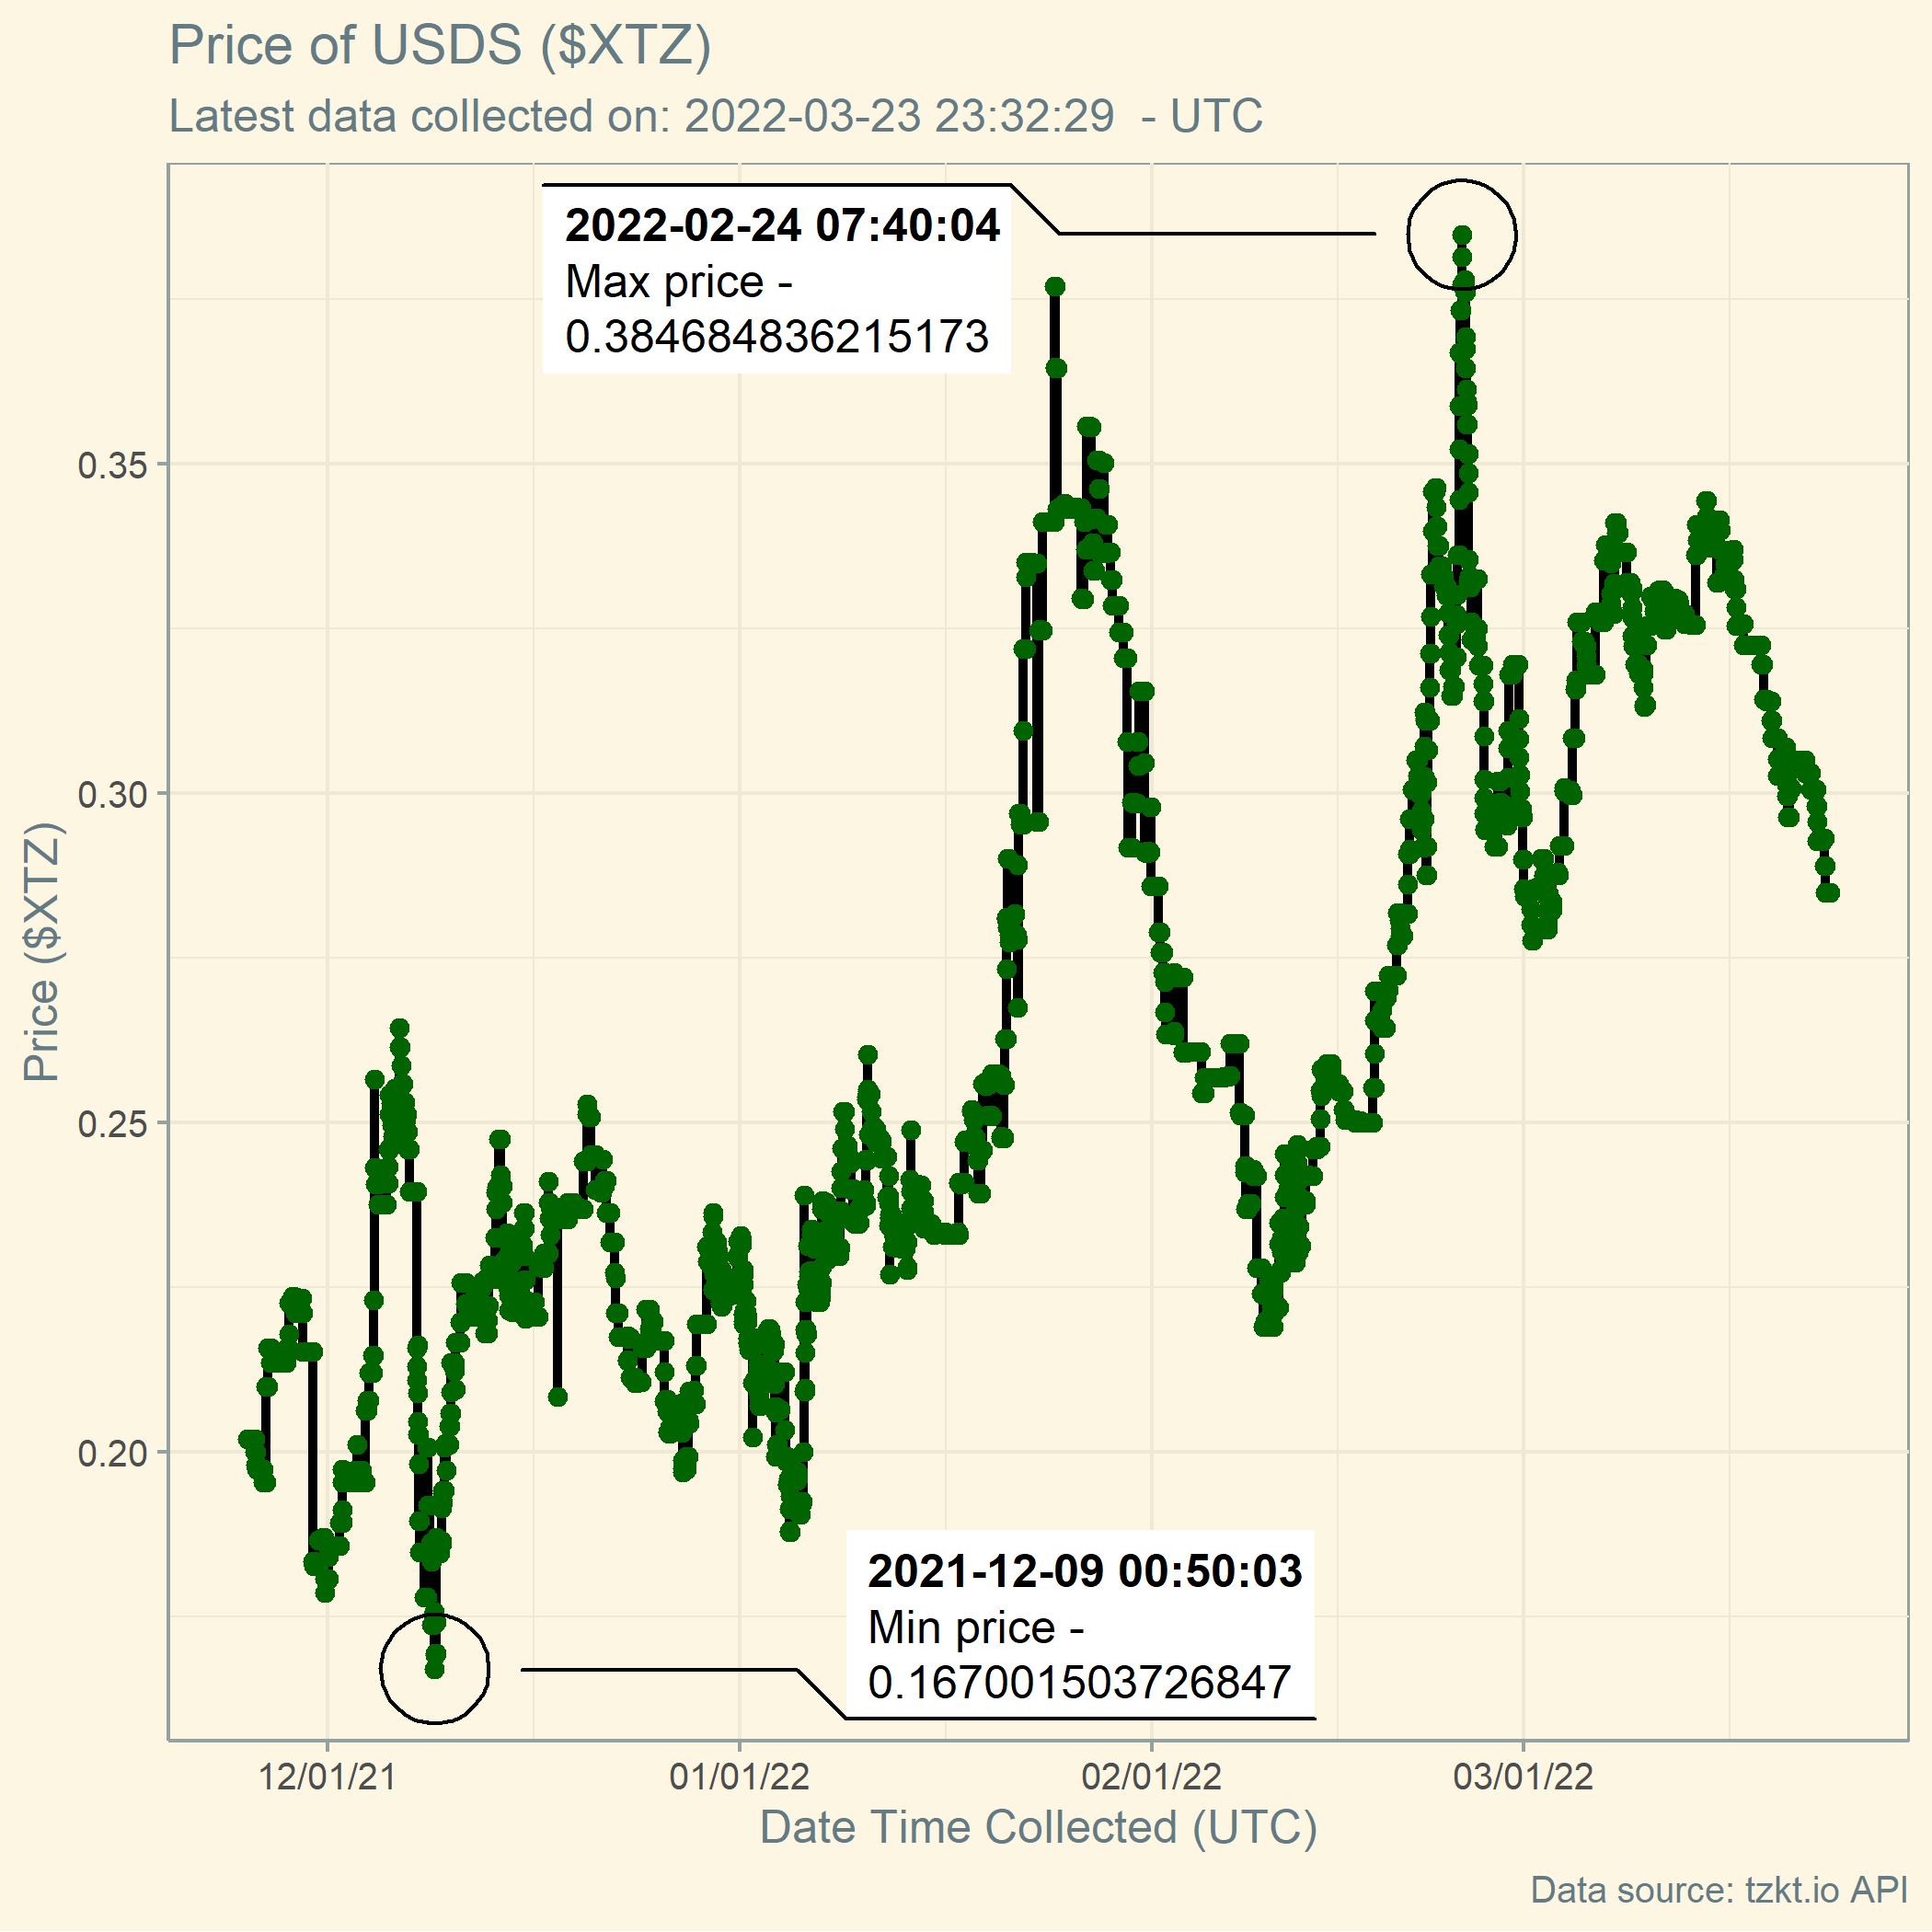 Price of USDS ($XTZ)
Latest data collected on: 2022-03-23 23:32:29  - UTC
2022-02-24 07:40:04
Max price -
0.384684836215173
0.35
0.30
0.25
0.20
Price ($XTZ)
2021-12-09 00:50:03
Min price -
0.167001503726847
12/01/21
01/01/22
02/01/22
03/01/22
Date Time Collected (UTC)
Data source: tzkt.io API